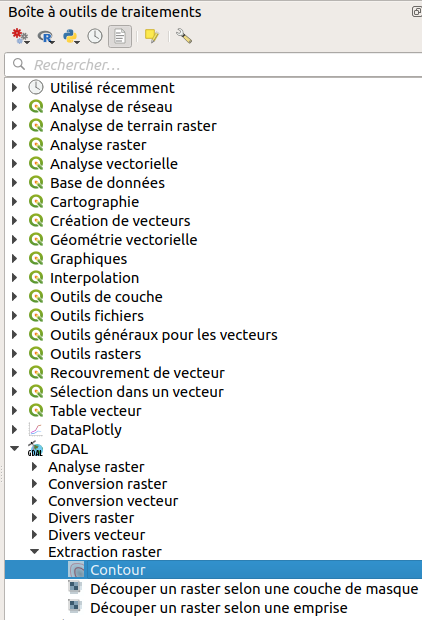 Boîte à outils de traitements
Rechercher...
Utilisé récemment
Analyse de réseau
Analyse de terrain raster
Analyse raster
Analyse vectorielle
Base de données
Cartographie
Création de vecteurs
Géométrie vectorielle
Graphiques
Interpolation
Outils de couche
Outils fichiers
Outils généraux pour les vecteurs
Outils rasters
Recouvrement de vecteur
Sélection dans un vecteur
Table vecteur
DataPlotly
GDAL
Analyse raster
Conversion raster
Conversion vecteur
Divers raster
Divers vecteur
Extraction raster
Contour
Découper un raster selon une couche de masque
Découper un raster selon une emprise